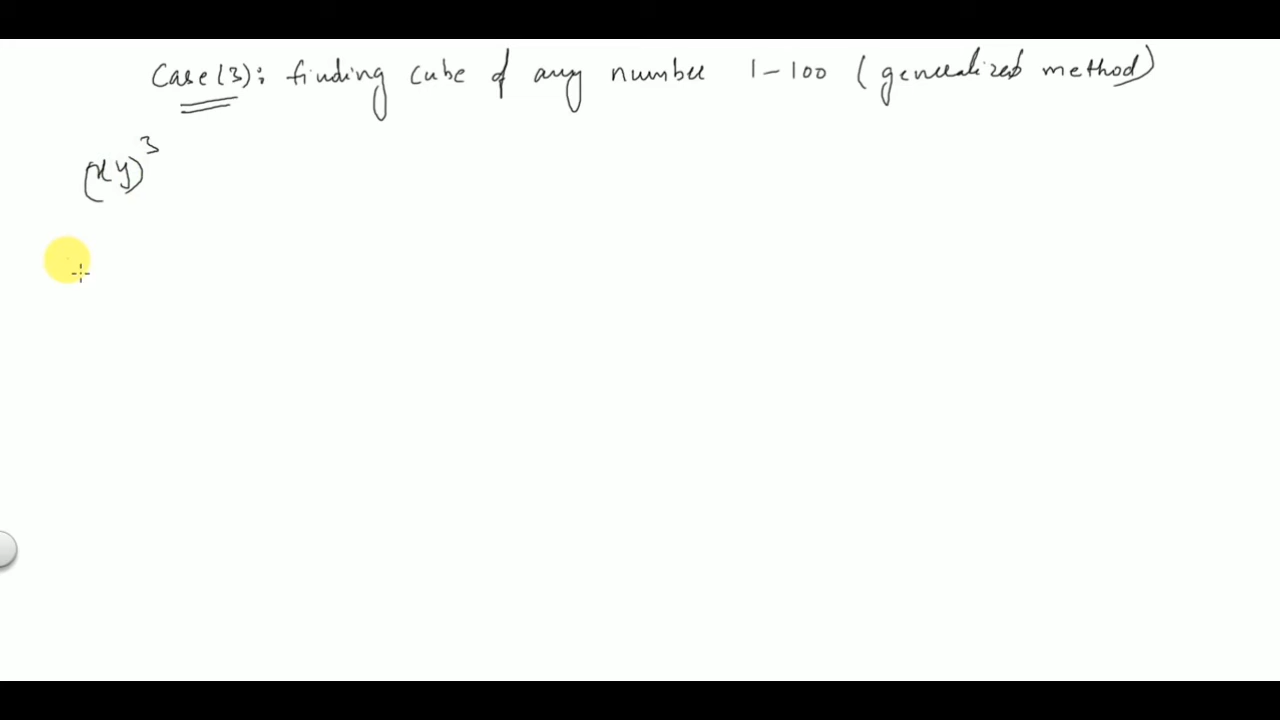 Case(3): finding cube of any number 1-100 (generalized method)
(xy)^3